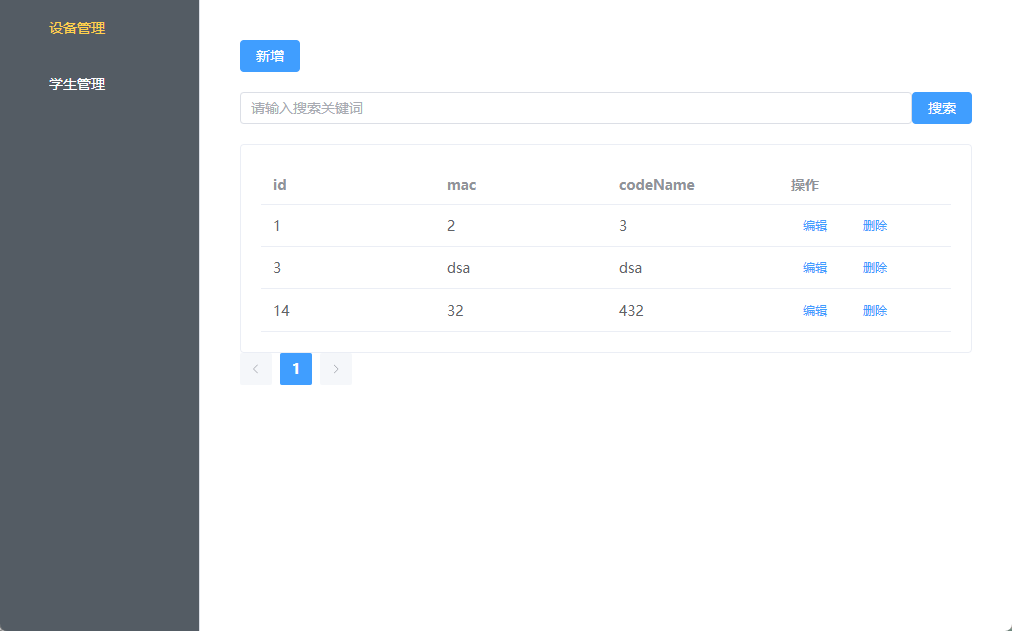 设备管理
学生管理
新增
请输入搜索关键词 搜索
id mac codeName 操作
1 2 3 编辑 删除
3 dsa dsa 编辑 删除
14 32 432 编辑 删除
1